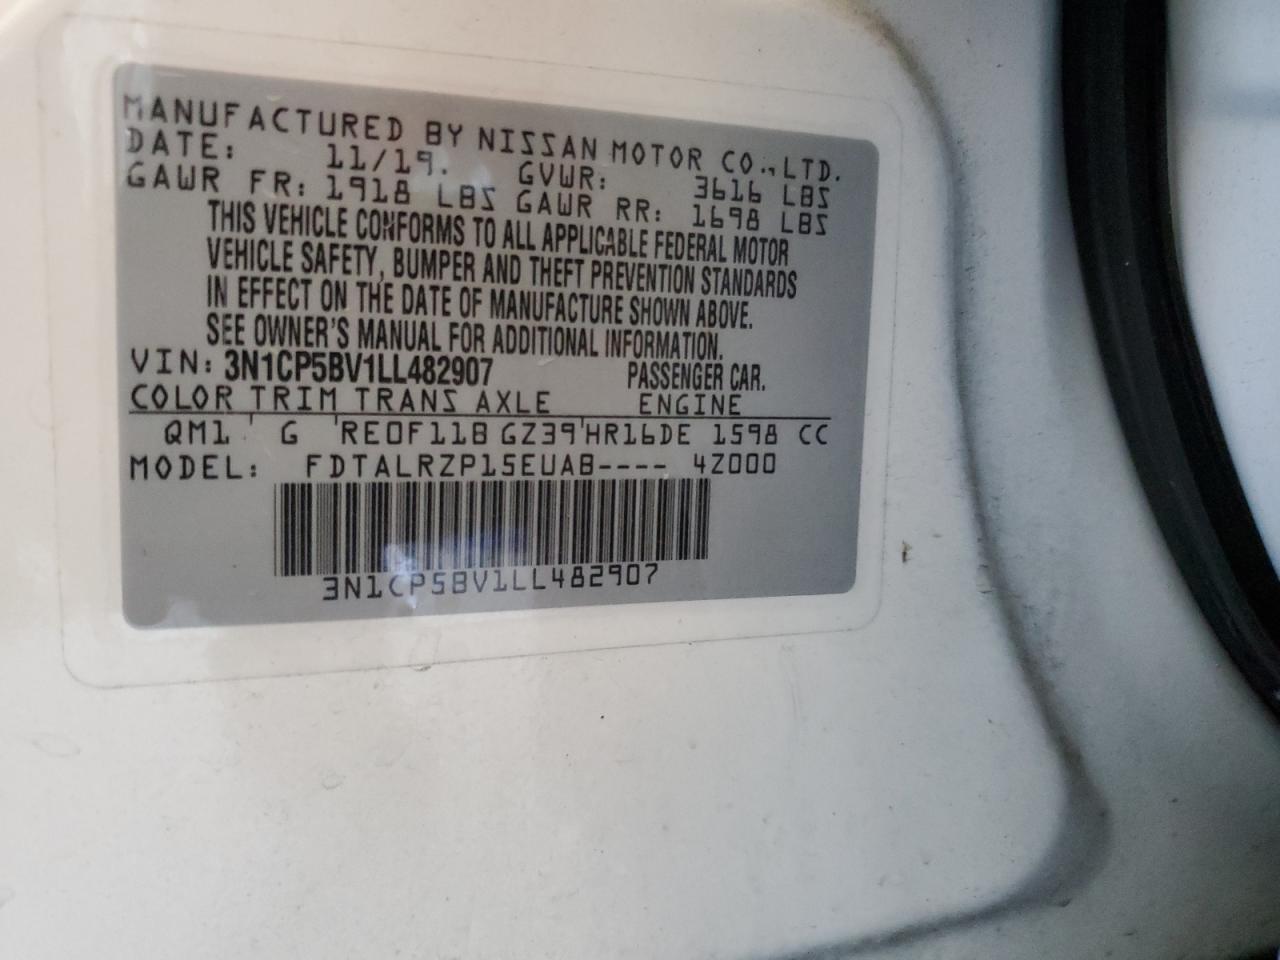 MANUFACTURED BY NISSAN MOTOR CO.,LTD.
DATE: 11/19. GVWR: 3616 LBS
GAWR FR: 1918 LBS GAWR RR: 1698 LBS
THIS VEHICLE CONFORMS TO ALL APPLICABLE FEDERAL MOTOR
VEHICLE SAFETY, BUMPER AND THEFT PREVENTION STANDARDS
IN EFFECT ON THE DATE OF MANUFACTURE SHOWN ABOVE.
SEE OWNER'S MANUAL FOR ADDITIONAL INFORMATION.
VIN: 3N1CP5BV1LL482907 PASSENGER CAR.
COLOR TRIM TRANS AXLE ENGINE
QM1 G RE0F11B GZ39 HR16DE 1598 CC
MODEL: FDTALRZP15EUAB---- 4Z000
3N1CP5BV1LL482907